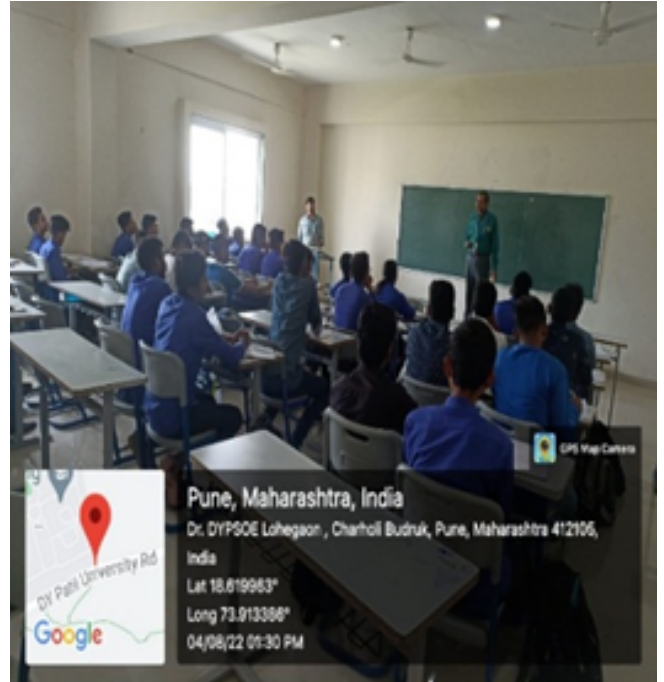 GPS Map Camera
Pune, Maharashtra, India
Dr. DYPSOE Lohegaon , Charholi Budruk, Pune, Maharashtra 412105,
India
Lat 18.619983°
Long 73.913386°
04/08/22 01:30 PM
DY Patil University Rd
Google